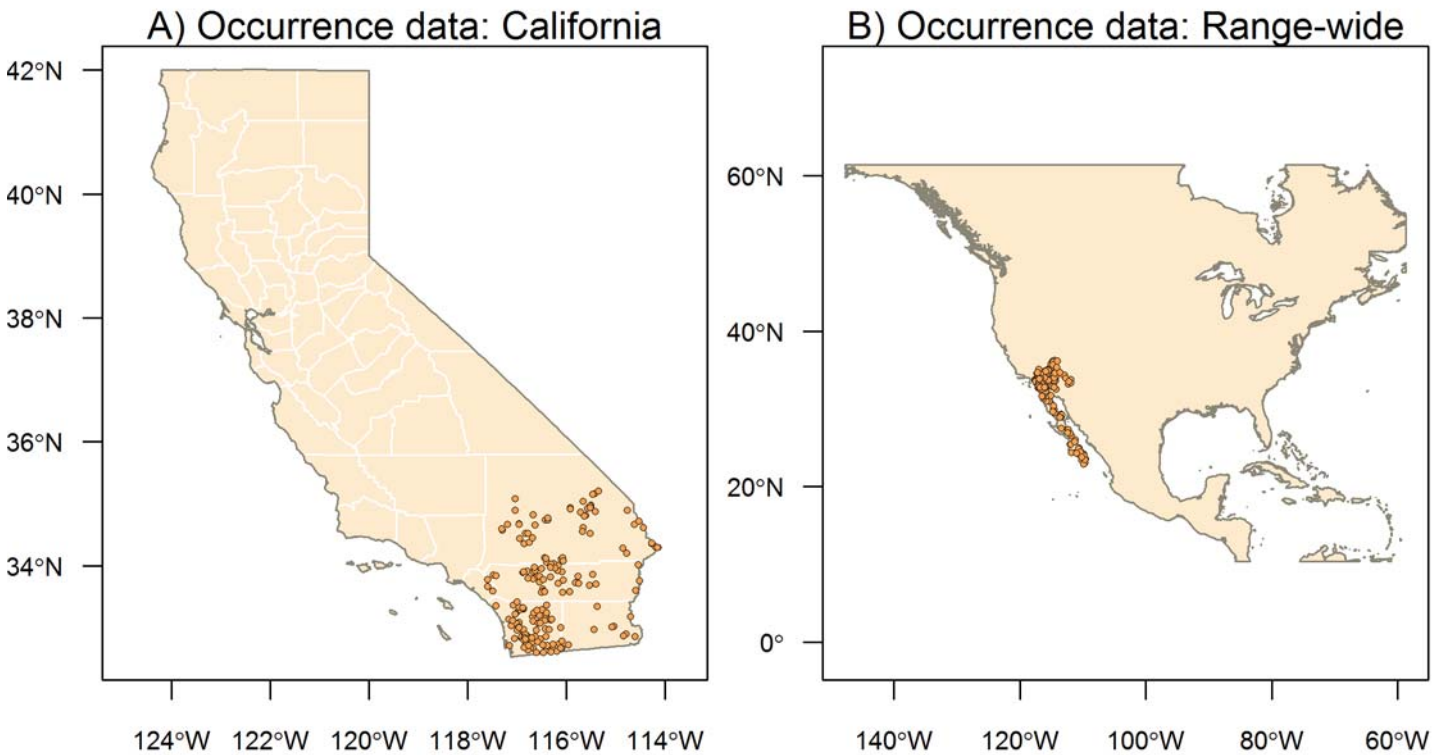 A) Occurrence data: California
42°N
40°N
38°N
36°N
34°N
124°W 122°W 120°W 118°W 116°W 114°W
B) Occurrence data: Range-wide
60°N
40°N
20°N
0°
140°W 120°W 100°W 80°W 60°W